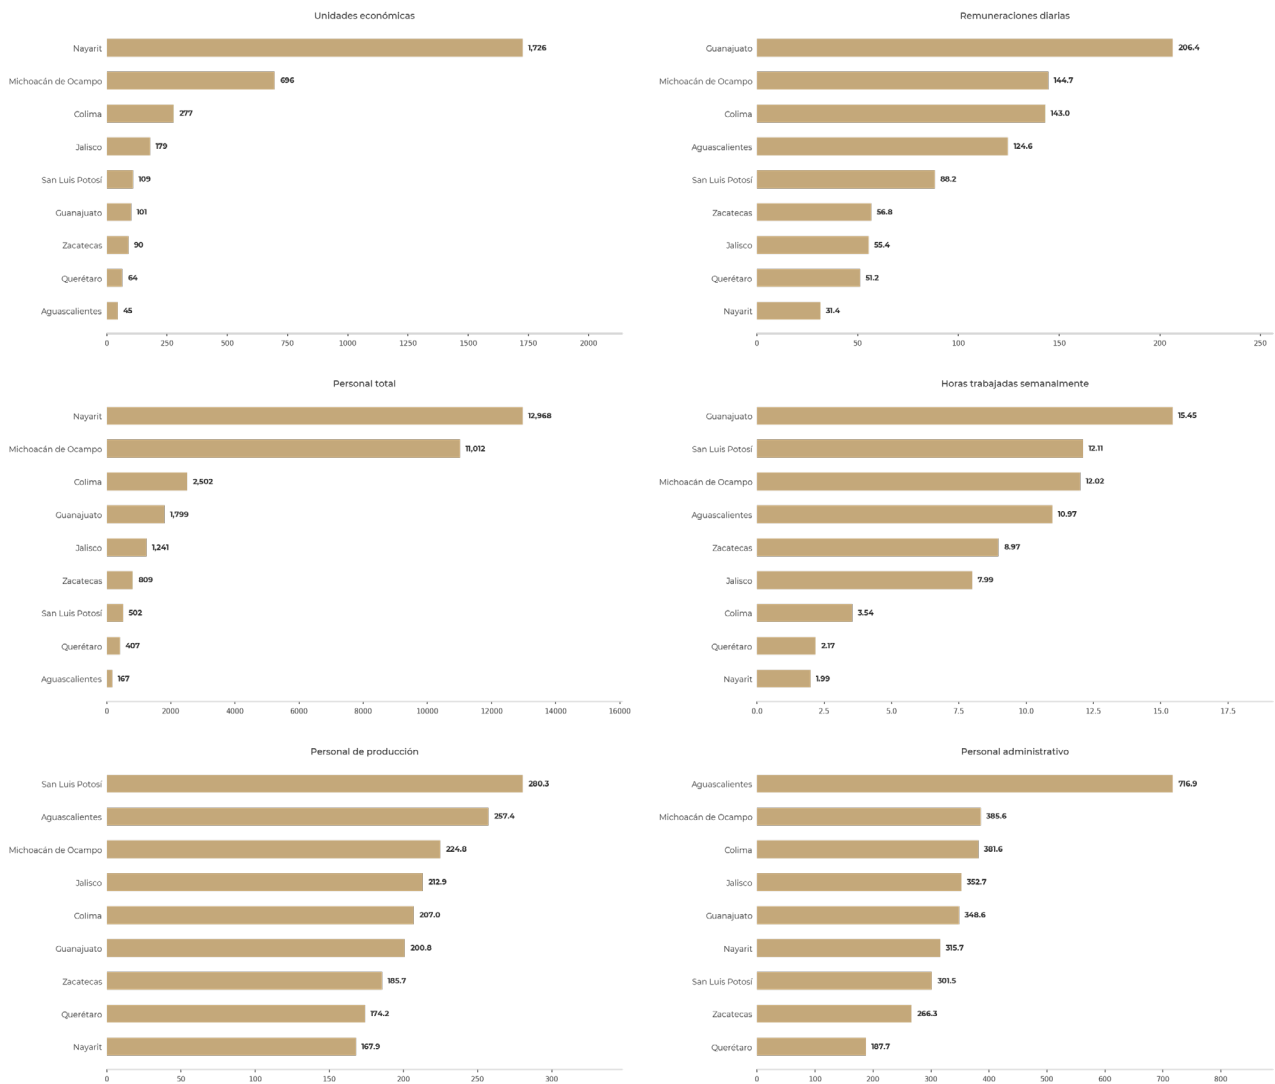 Unidades económicas
Nayarit 1,726
Michoacán de Ocampo 696
Colima 277
Jalisco 179
San Luis Potosí 109
Guanajuato 101
Zacatecas 90
Querétaro 64
Aguascalientes 45
0 250 500 750 1000 1250 1500 1750 2000
Remuneraciones diarias
Guanajuato 206.4
Michoacán de Ocampo 144.7
Colima 143.0
Aguascalientes 124.6
San Luis Potosí 88.2
Zacatecas 56.8
Jalisco 55.4
Querétaro 51.2
Nayarit 31.4
0 50 100 150 200 250
Personal total
Nayarit 12,968
Michoacán de Ocampo 11,012
Colima 2,502
Guanajuato 1,799
Jalisco 1,241
Zacatecas 809
San Luis Potosí 502
Querétaro 407
Aguascalientes 167
0 2000 4000 6000 8000 10000 12000 14000 16000
Horas trabajadas semanalmente
Guanajuato 15.45
San Luis Potosí 12.11
Michoacán de Ocampo 12.02
Aguascalientes 10.97
Zacatecas 8.97
Jalisco 7.99
Colima 3.54
Querétaro 2.17
Nayarit 1.99
0.0 2.5 5.0 7.5 10.0 12.5 15.0 17.5
Personal de producción
San Luis Potosí 280.3
Aguascalientes 257.4
Michoacán de Ocampo 224.8
Jalisco 212.9
Colima 207.0
Guanajuato 200.8
Zacatecas 185.7
Querétaro 174.2
Nayarit 167.9
0 50 100 150 200 250 300
Personal administrativo
Aguascalientes 716.9
Michoacán de Ocampo 385.6
Colima 381.6
Jalisco 352.7
Guanajuato 348.6
Nayarit 315.7
San Luis Potosí 301.5
Zacatecas 266.3
Querétaro 187.7
0 100 200 300 400 500 600 700 800